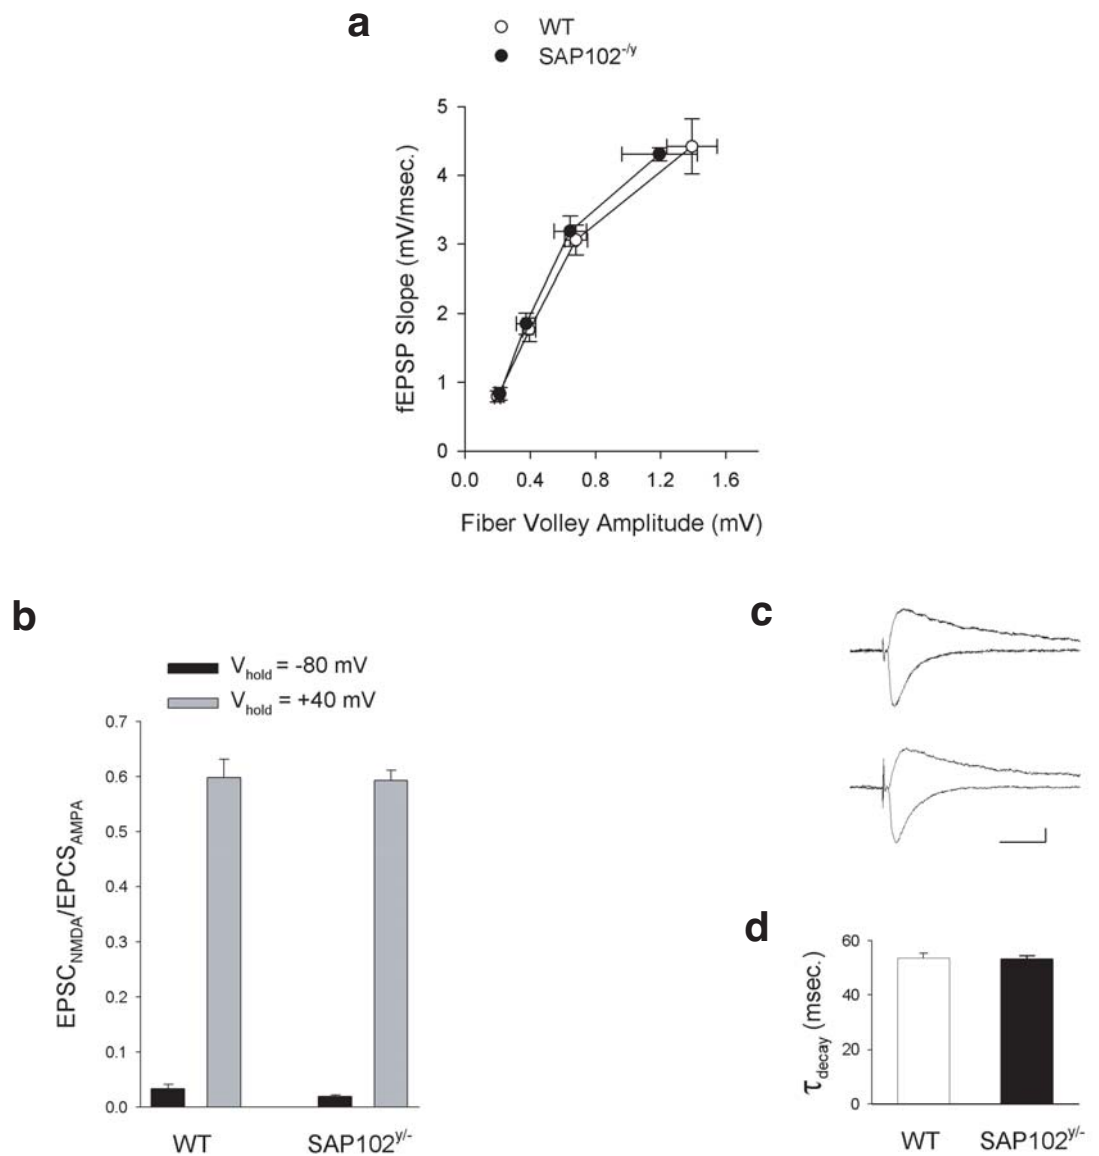 a
WT
SAP102-/y
5
4
3
2
1
0
fEPSP Slope (mV/msec.)
0.0 0.4 0.8 1.2 1.6
Fiber Volley Amplitude (mV)
b
Vhold = -80 mV
Vhold = +40 mV
0.7
0.6
0.5
0.4
0.3
0.2
0.1
0.0
EPSCNMDA/EPCSAMPA
WT SAP102y/-
c
d
60
40
20
0
τdecay (msec.)
WT SAP102y/-